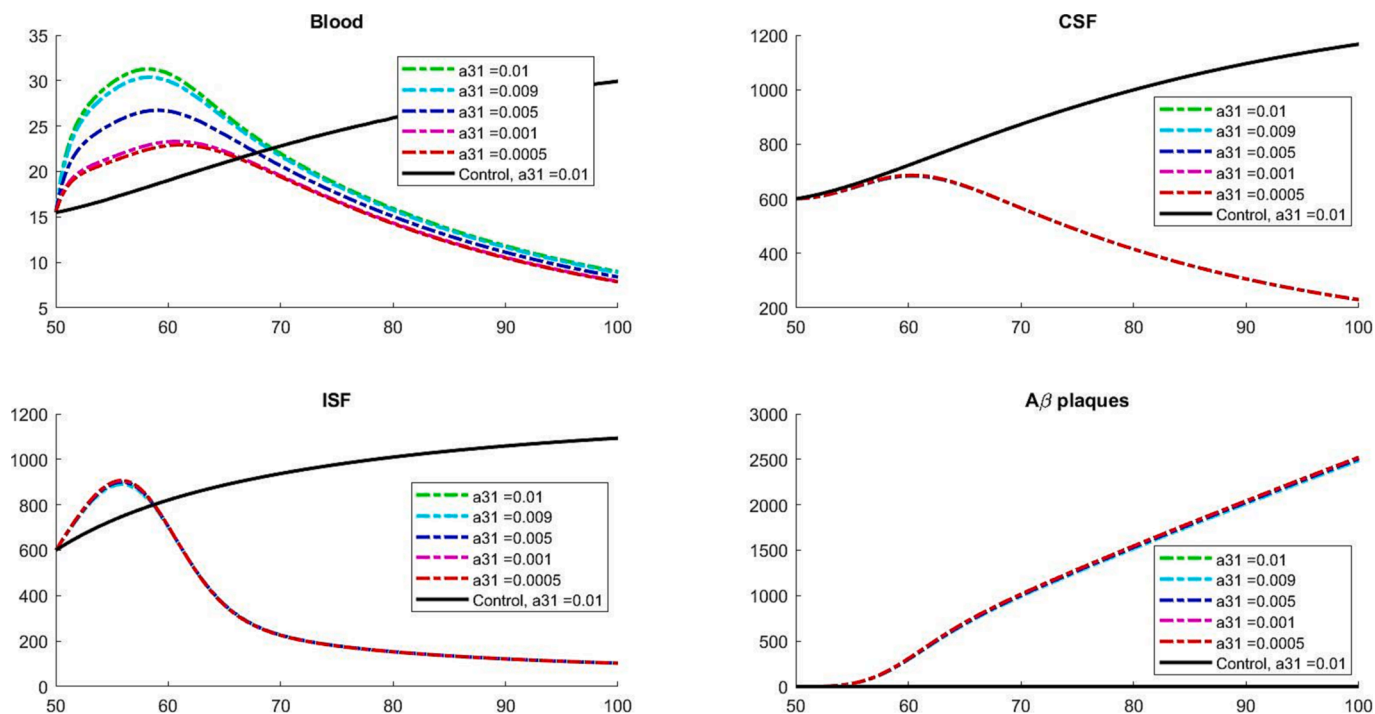 Blood
35
30
25
20
15
10
5
50
60
70
80
90
100
a31 =0.01
a31 =0.009
a31 =0.005
a31 =0.001
a31 =0.0005
Control, a31 =0.01
CSF
1200
1000
800
600
400
200
50
60
70
80
90
100
a31 =0.01
a31 =0.009
a31 =0.005
a31 =0.001
a31 =0.0005
Control, a31 =0.01
ISF
1200
1000
800
600
400
200
0
50
60
70
80
90
100
a31 =0.01
a31 =0.009
a31 =0.005
a31 =0.001
a31 =0.0005
Control, a31 =0.01
Aβ plaques
3000
2500
2000
1500
1000
500
0
50
60
70
80
90
100
a31 =0.01
a31 =0.009
a31 =0.005
a31 =0.001
a31 =0.0005
Control, a31 =0.01